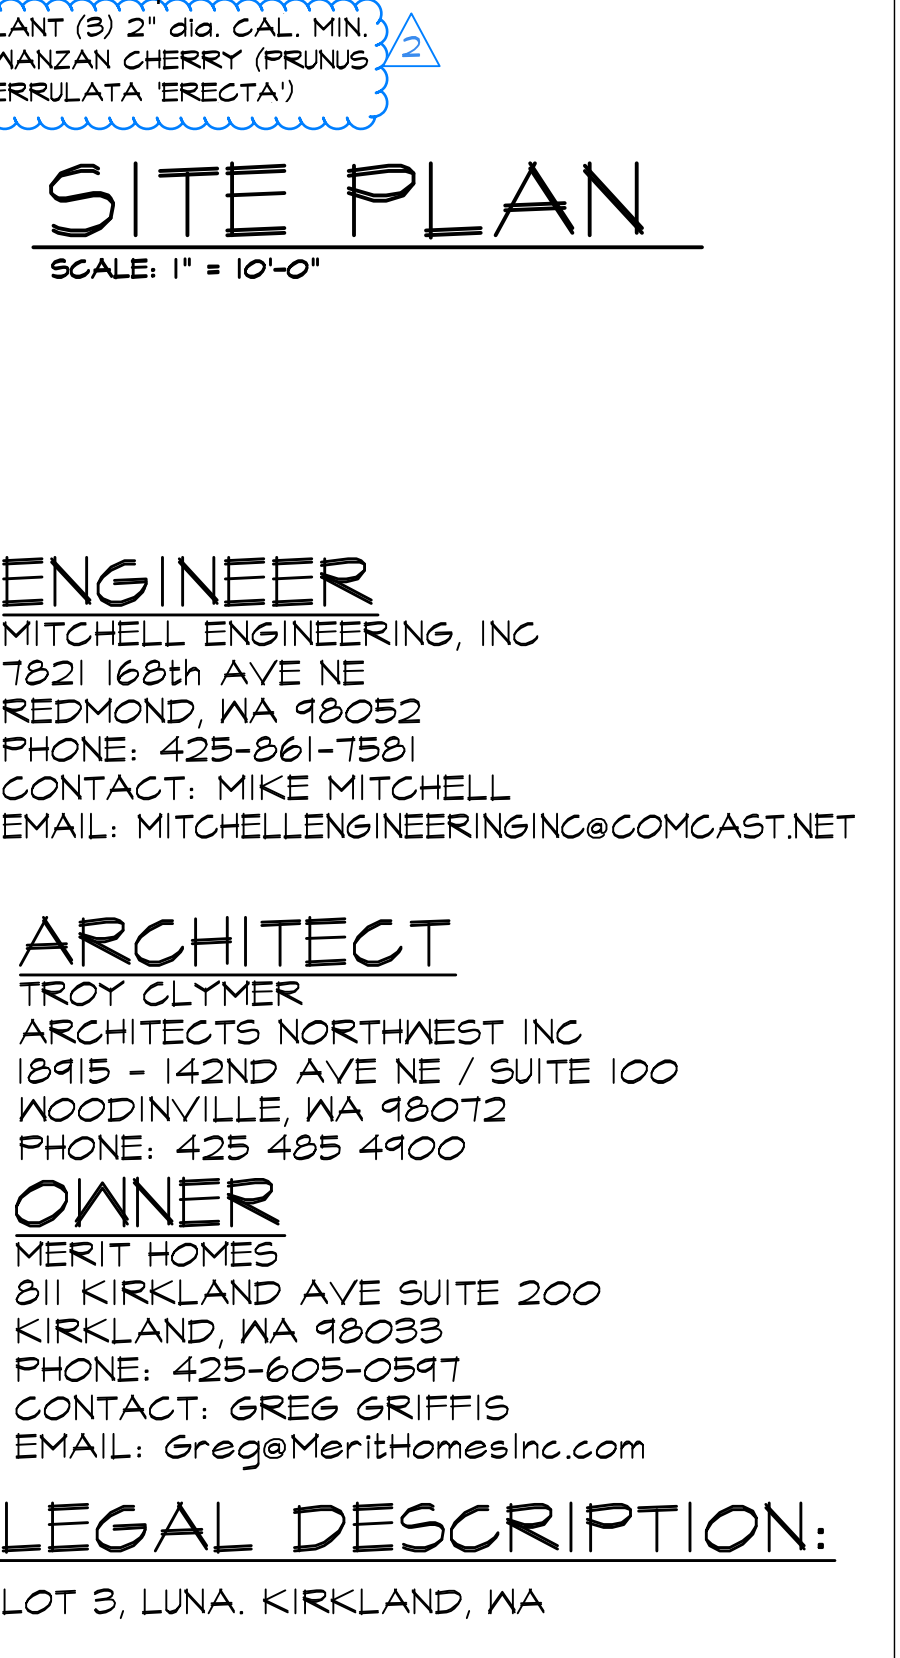 LANT (3) 2" dia. CAL. MIN.
WANZAN CHERRY (PRUNUS
ERRULATA 'ERECTA')
2
SITE PLAN
SCALE: 1" = 10'-0"
ENGINEER
MITCHELL ENGINEERING, INC
7821 168th AVE NE
REDMOND, WA 98052
PHONE: 425-861-7581
CONTACT: MIKE MITCHELL
EMAIL: MITCHELLENGINEERINGINC@COMCAST.NET
ARCHITECT
TROY CLYMER
ARCHITECTS NORTHWEST INC
18915 - 142ND AVE NE / SUITE 100
WOODINVILLE, WA 98072
PHONE: 425 485 4900
OWNER
MERIT HOMES
811 KIRKLAND AVE SUITE 200
KIRKLAND, WA 98033
PHONE: 425-605-0597
CONTACT: GREG GRIFFIS
EMAIL: Greg@MeritHomesInc.com
LEGAL DESCRIPTION:
LOT 3, LUNA. KIRKLAND, WA